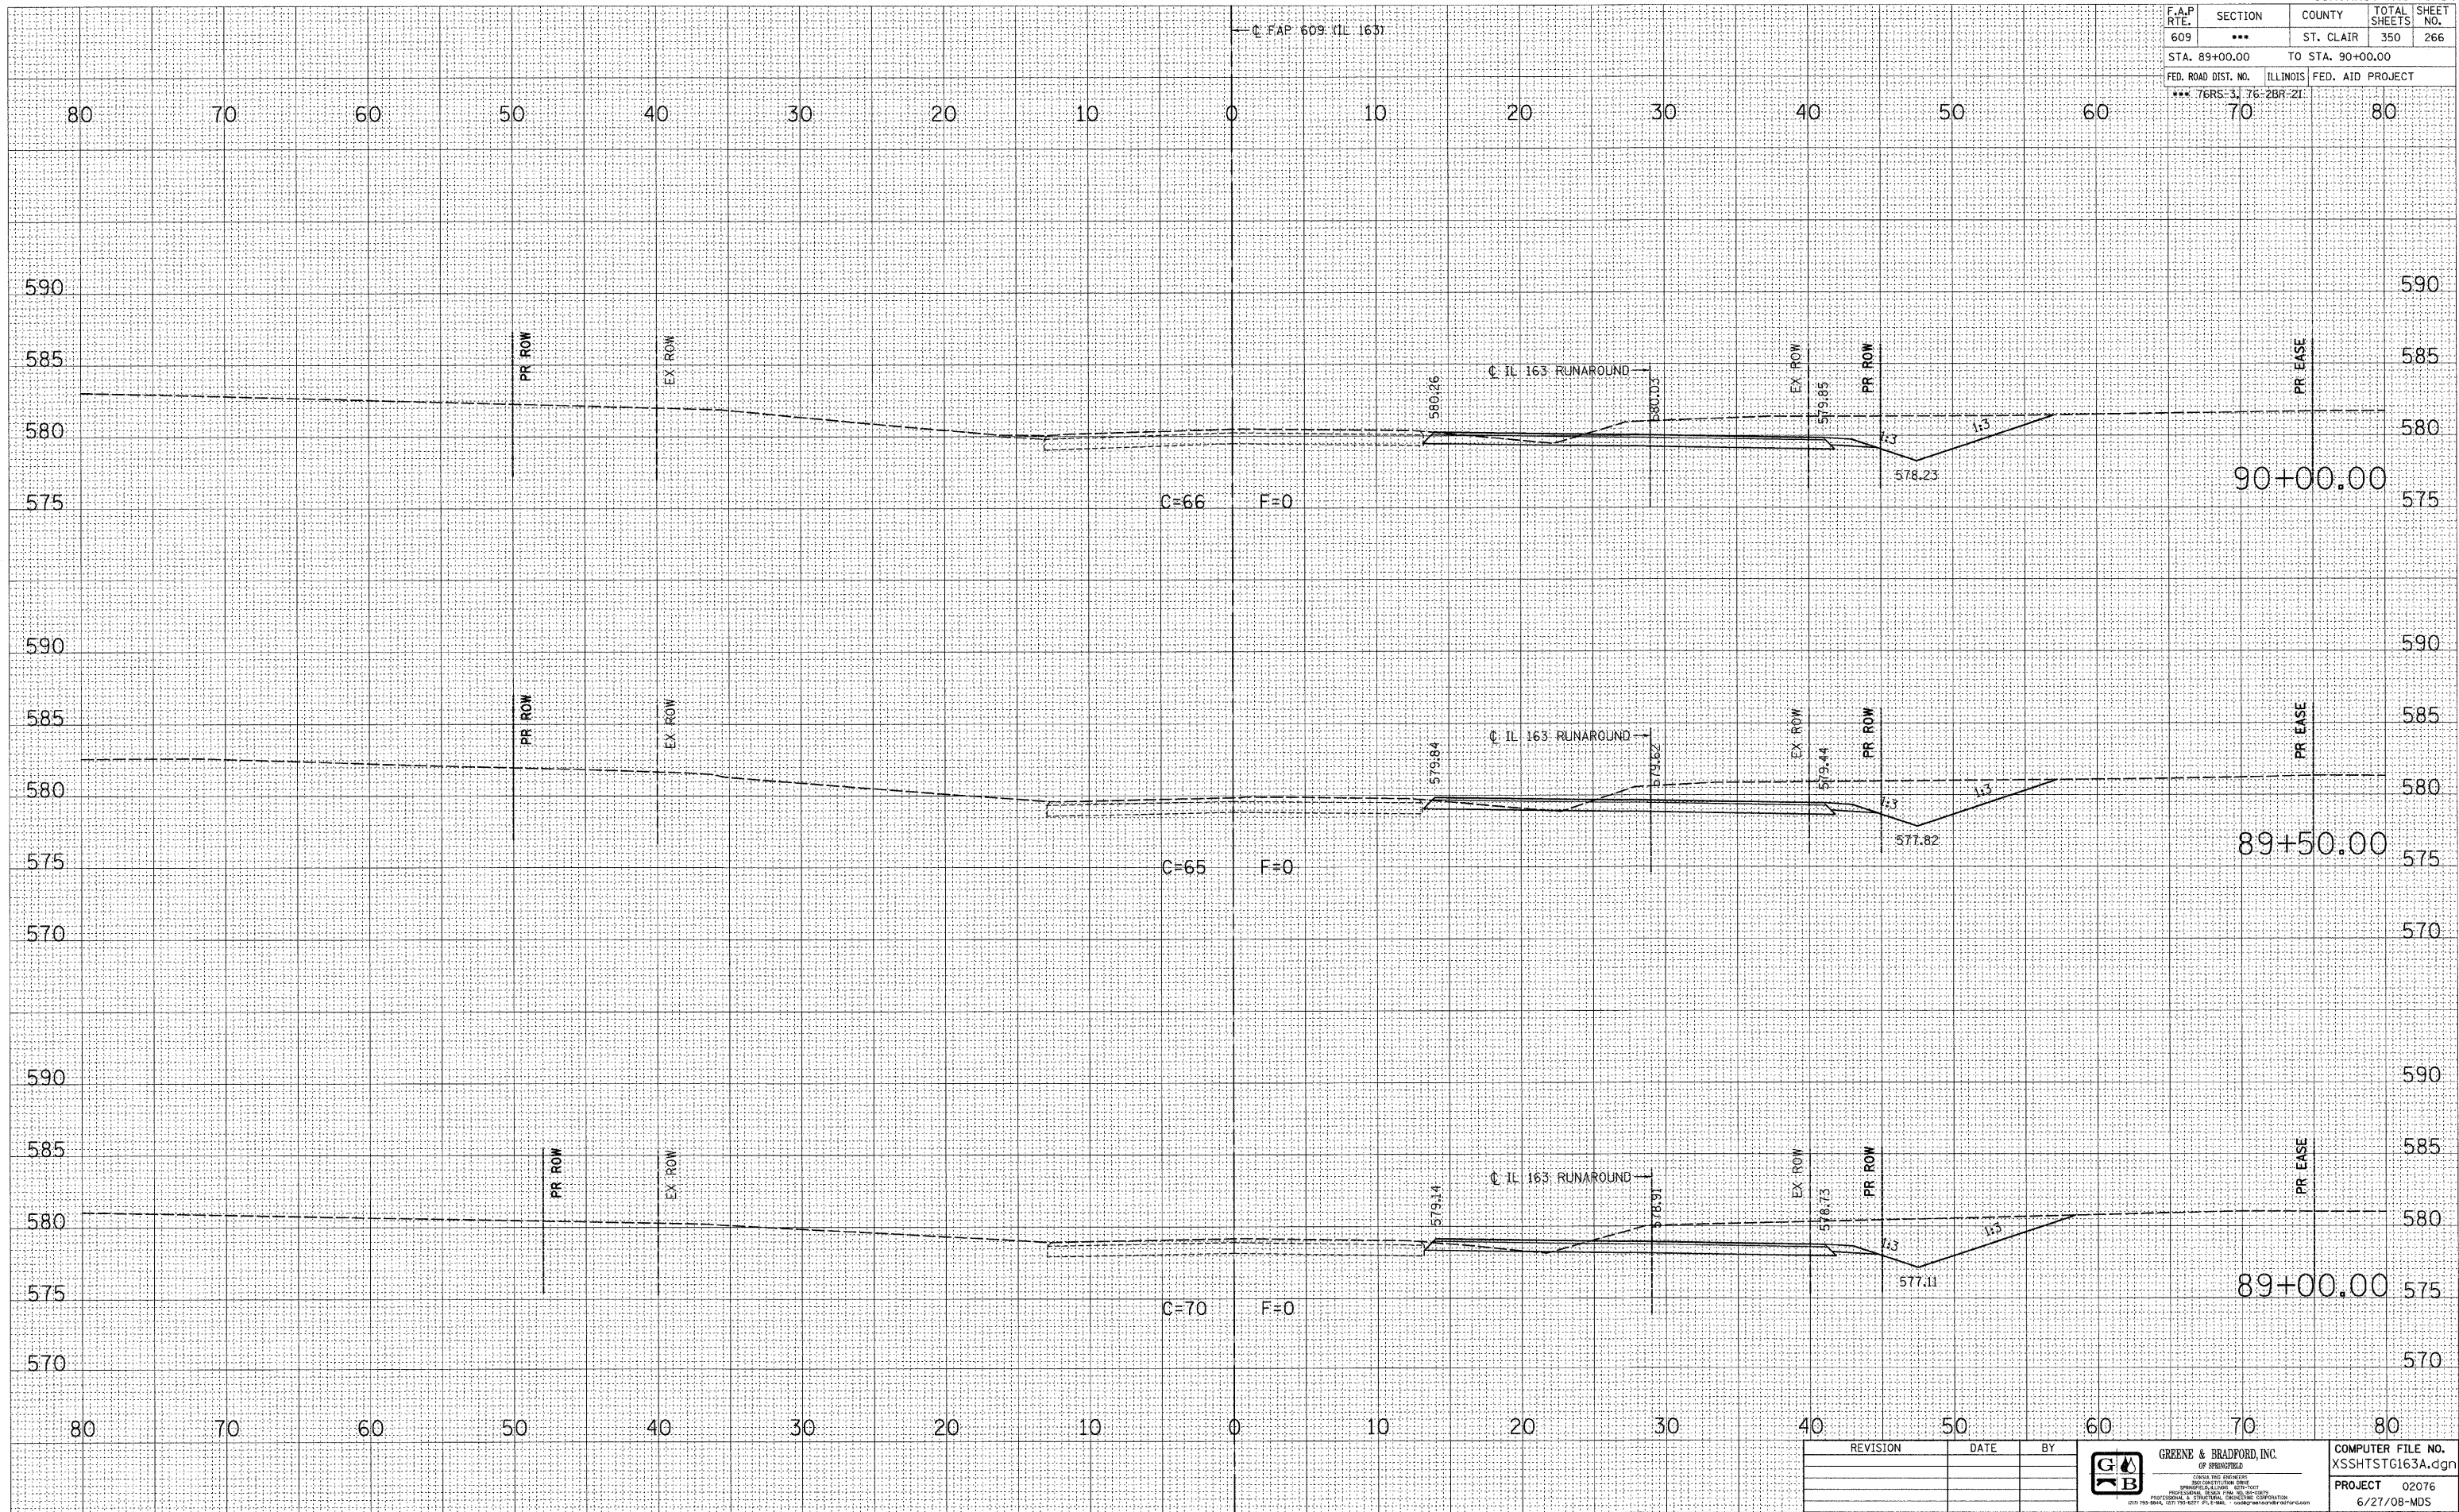 F.A.P RTE. SECTION COUNTY TOTAL SHEETS SHEET NO.
609 *** ST. CLAIR 350 266
STA. 89+00.00 TO STA. 90+00.00
FED. ROAD DIST. NO. ILLINOIS FED. AID PROJECT
*** 76RS-3, 76-2BR-2I
℄ FAP 609 (IL 163)
80 70 60 50 40 30 20 10 0 10 20 30 40 50 60 70 80
590 590
585 PR ROW EX ROW ℄ IL 163 RUNAROUND EX ROW PR ROW PR EASE 585
580 580.26 580.03 579.85 1:3 1:3 580
578.23
90+00.00
575 C=66 F=0 575
590 590
585 PR ROW EX ROW ℄ IL 163 RUNAROUND EX ROW PR ROW PR EASE 585
580 579.84 579.62 579.44 1:3 1:3 580
577.82
89+50.00
575 C=65 F=0 575
570 570
590 590
585 PR ROW EX ROW ℄ IL 163 RUNAROUND EX ROW PR ROW PR EASE 585
580 579.14 578.91 578.73 1:3 1:3 580
577.11
89+00.00
575 C=70 F=0 575
570 570
80 70 60 50 40 30 20 10 0 10 20 30 40 50 60 70 80
REVISION DATE BY
G B
GREENE & BRADFORD, INC.
OF SPRINGFIELD
CONSULTING ENGINEERS
COMPUTER FILE NO.
XSSHTSTG163A.dgn
PROJECT 02076
6/27/08-MDS